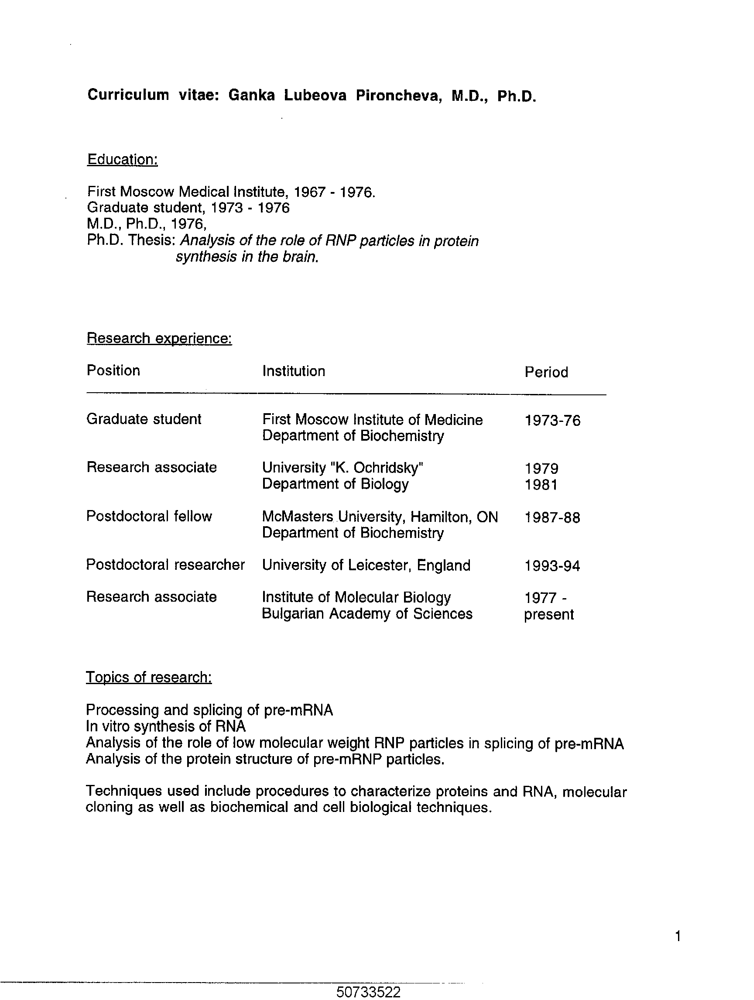 Curriculum vitae: Ganka Lubeova Pironcheva, M.D., Ph.D.
Education:
First Moscow Medical Institute, 1967 - 1976.
Graduate student, 1973 - 1976
M.D., Ph.D., 1976,
Ph.D. Thesis: Analysis of the role of RNP particles in protein
synthesis in the brain.
Research experience:
Position Institution Period
Graduate student First Moscow Institute of Medicine 1973-76
Department of Biochemistry
Research associate University "K. Ochridsky" 1979
Department of Biology 1981
Postdoctoral fellow McMasters University, Hamilton, ON 1987-88
Department of Biochemistry
Postdoctoral researcher University of Leicester, England 1993-94
Research associate Institute of Molecular Biology 1977 -
Bulgarian Academy of Sciences present
Topics of research:
Processing and splicing of pre-mRNA
In vitro synthesis of RNA
Analysis of the role of low molecular weight RNP particles in splicing of pre-mRNA
Analysis of the protein structure of pre-mRNP particles.
Techniques used include procedures to characterize proteins and RNA, molecular
cloning as well as biochemical and cell biological techniques.
1
50733522